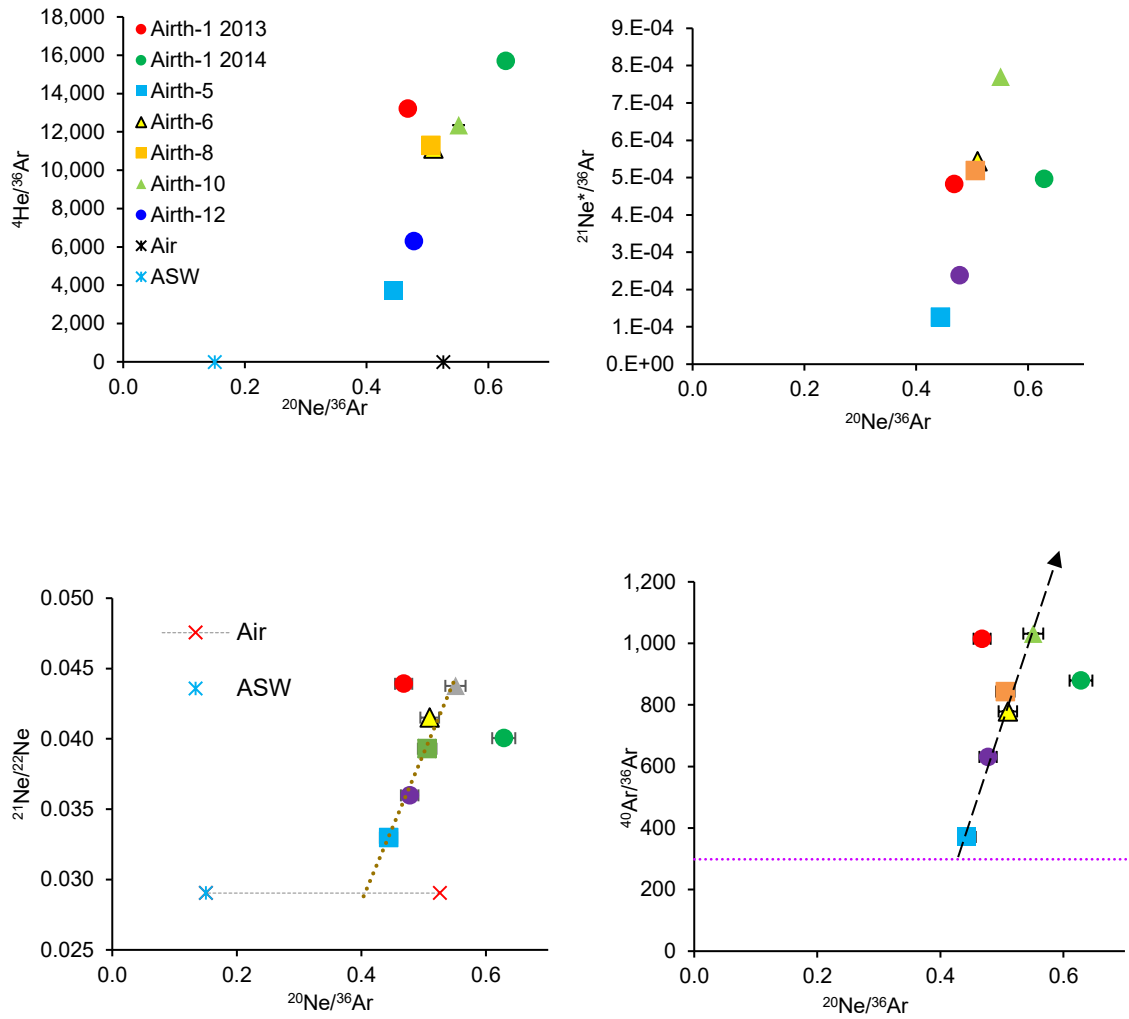 18,000
16,000
14,000
12,000
10,000
8,000
6,000
4,000
2,000
0
⁴He/³⁶Ar
Airth-1 2013
Airth-1 2014
Airth-5
Airth-6
Airth-8
Airth-10
Airth-12
Air
ASW
0.0
0.2
0.4
0.6
²⁰Ne/³⁶Ar
9.E-04
8.E-04
7.E-04
6.E-04
5.E-04
4.E-04
3.E-04
2.E-04
1.E-04
0.E+00
²¹Ne*/³⁶Ar
0.0
0.2
0.4
0.6
²⁰Ne/³⁶Ar
0.050
0.045
0.040
0.035
0.030
0.025
²¹Ne/²²Ne
Air
ASW
0.0
0.2
0.4
0.6
²⁰Ne/³⁶Ar
1,200
1,000
800
600
400
200
0
⁴⁰Ar/³⁶Ar
0.0
0.2
0.4
0.6
²⁰Ne/³⁶Ar